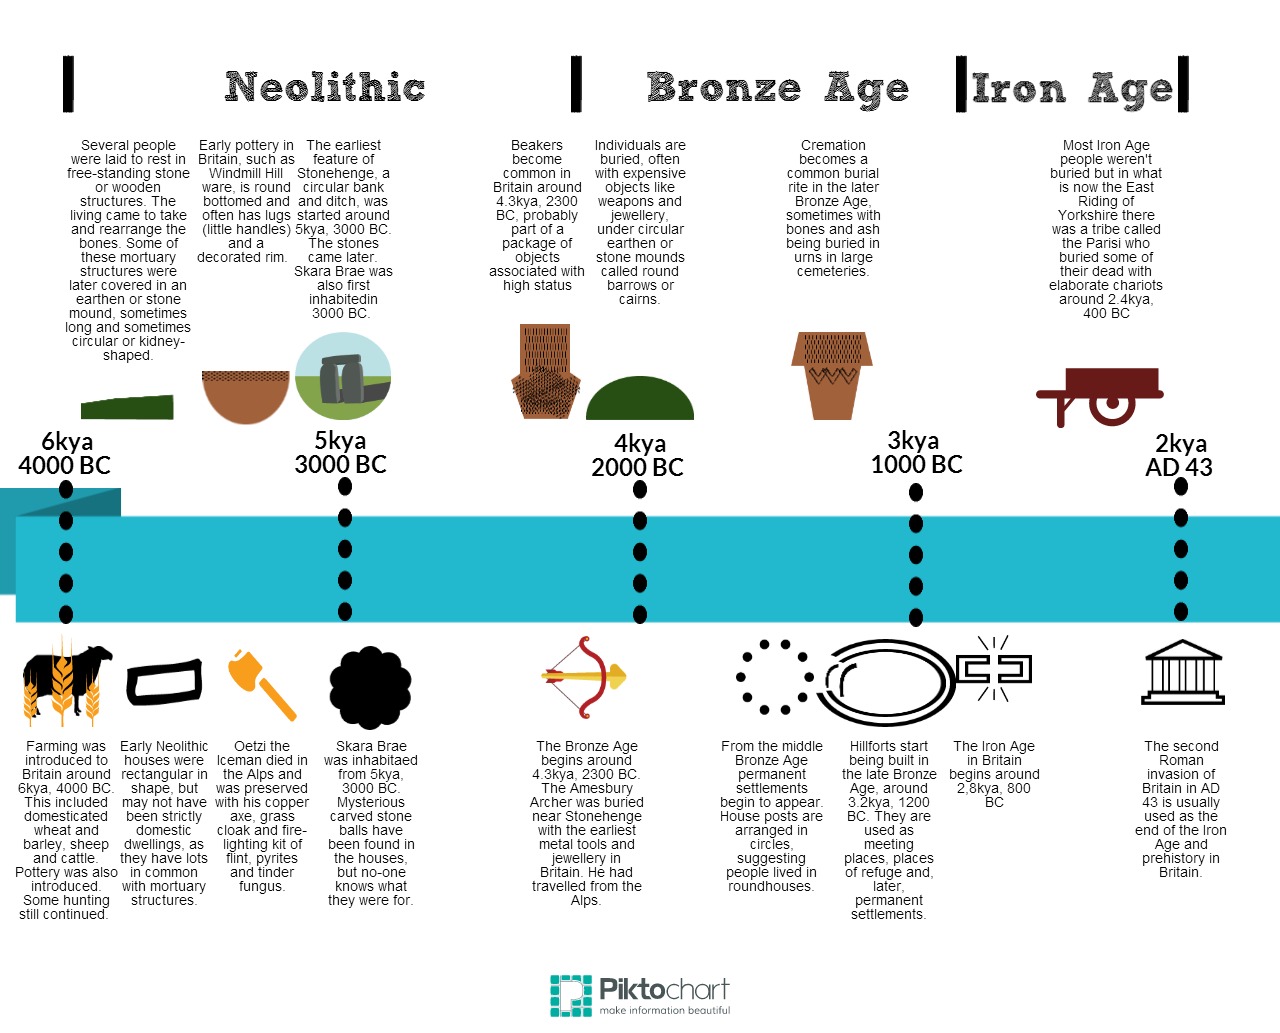 Neolithic
Bronze Age
Iron Age
Several people
were laid to rest in
free-standing stone
or wooden
structures. The
living came to take
and rearrange the
bones. Some of
these mortuary
structures were
later covered in an
earthen or stone
mound, sometimes
long and sometimes
circular or kidney-
shaped.
Early pottery in
Britain, such as
Windmill Hill
ware, is round
bottomed and
often has lugs
(little handles)
and a
decorated rim.
The earliest
feature of
Stonehenge, a
circular bank
and ditch, was
started around
5kya, 3000 BC.
The stones
came later.
Skara Brae was
also first
inhabitedin
3000 BC.
Beakers
become
common in
Britain around
4.3kya, 2300
BC, probably
part of a
package of
objects
associated with
high status
Individuals are
buried, often
with expensive
objects like
weapons and
jewellery,
under circular
earthen or
stone mounds
called round
barrows or
cairns.
Cremation
becomes a
common burial
rite in the later
Bronze Age,
sometimes with
bones and ash
being buried in
urns in large
cemeteries.
Most Iron Age
people weren't
buried but in what
is now the East
Riding of
Yorkshire there
was a tribe called
the Parisi who
buried some of
their dead with
elaborate chariots
around 2.4kya,
400 BC
6kya
4000 BC
5kya
3000 BC
4kya
2000 BC
3kya
1000 BC
2kya
AD 43
Farming was
introduced to
Britain around
6kya, 4000 BC.
This included
domesticated
wheat and
barley, sheep
and cattle.
Pottery was also
introduced.
Some hunting
still continued.
Early Neolithic
houses were
rectangular in
shape, but
may not have
been strictly
domestic
dwellings, as
they have lots
in common
with mortuary
structures.
Oetzi the
Iceman died in
the Alps and
was preserved
with his copper
axe, grass
cloak and fire-
lighting kit of
flint, pyrites
and tinder
fungus.
Skara Brae
was inhabitaed
from 5kya,
3000 BC.
Mysterious
carved stone
balls have
been found in
the houses,
but no-one
knows what
they were for.
The Bronze Age
begins around
4.3kya, 2300 BC.
The Amesbury
Archer was buried
near Stonehenge
with the earliest
metal tools and
jewellery in
Britain. He had
travelled from the
Alps.
From the middle
Bronze Age
permanent
settlements
begin to appear.
House posts are
arranged in
circles,
suggesting
people lived in
roundhouses.
Hillforts start
being built in
the late Bronze
Age, around
3.2kya, 1200
BC. They are
used as
meeting
places, places
of refuge and,
later,
permanent
settlements.
The Iron Age
in Britain
begins around
2,8kya, 800
BC
The second
Roman
invasion of
Britain in AD
43 is usually
used as the
end of the Iron
Age and
prehistory in
Britain.
Piktochart
make information beautiful